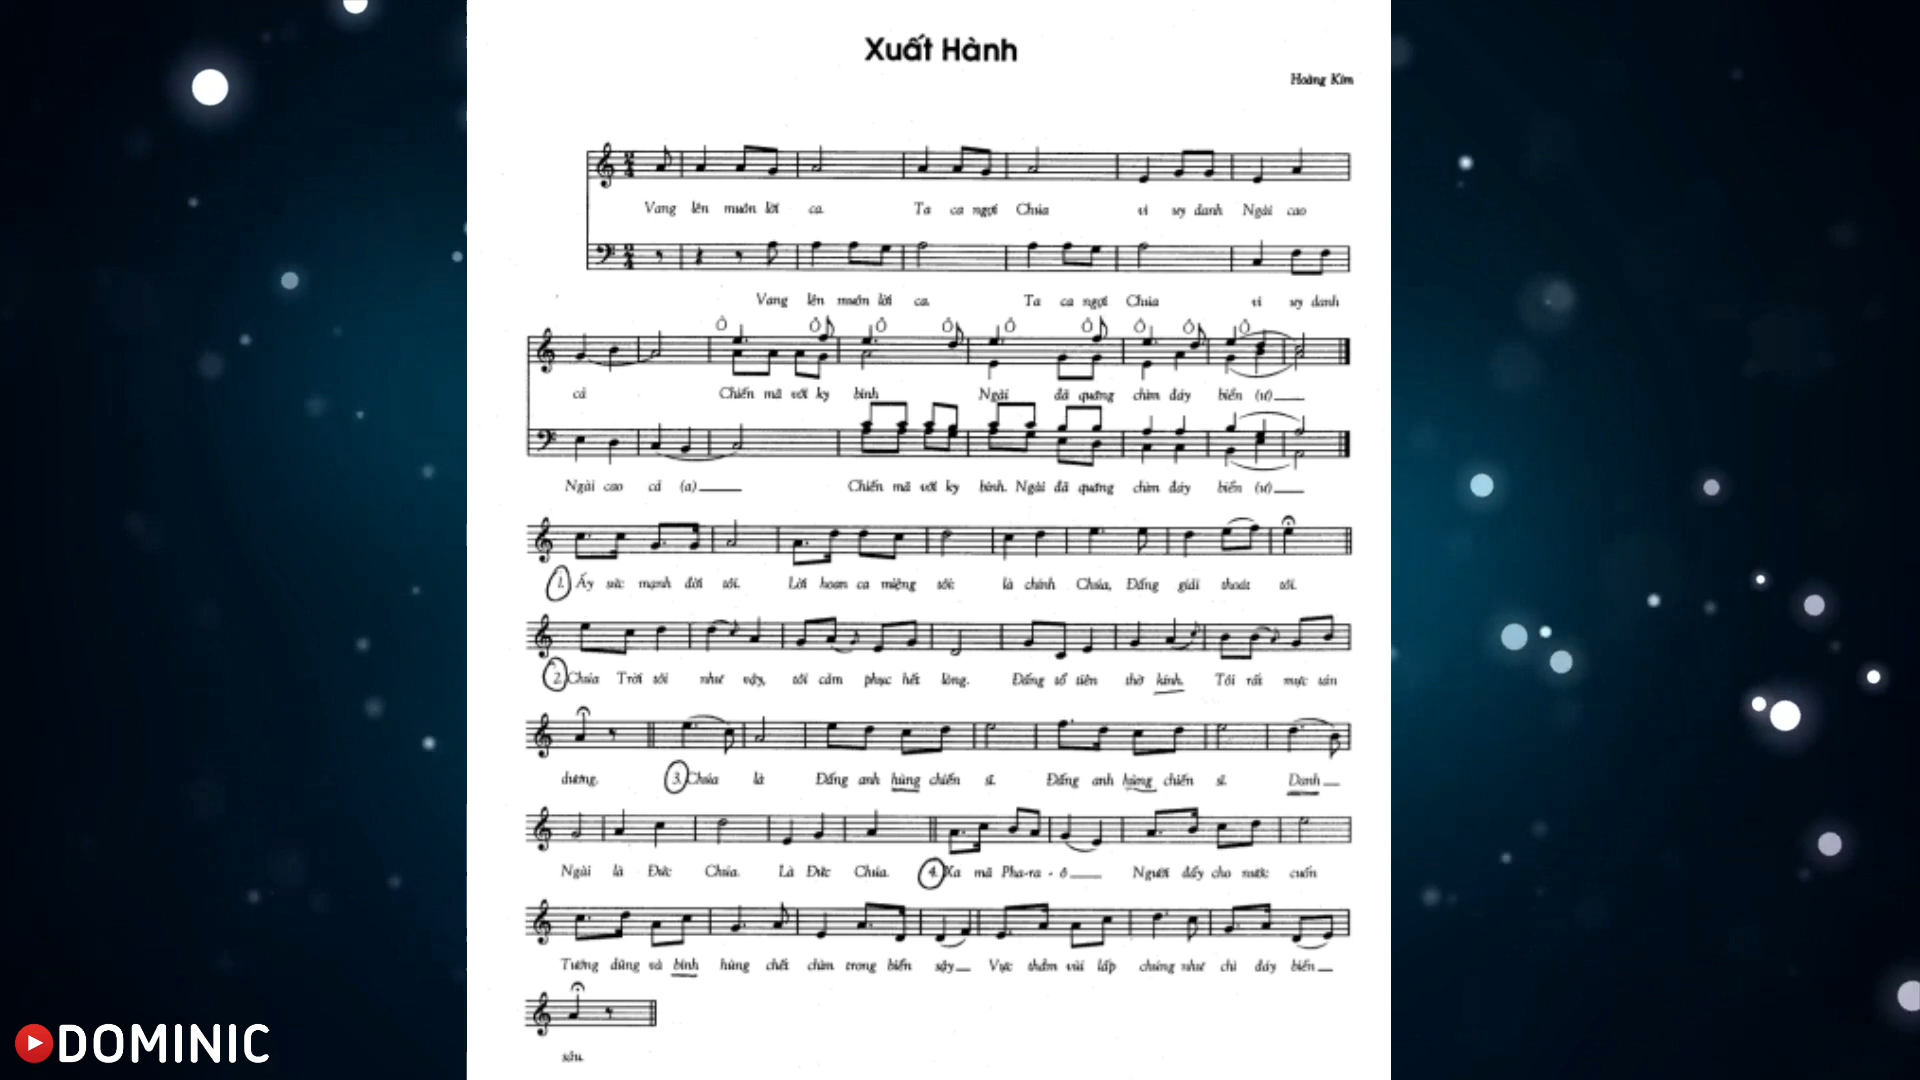 Xuất Hành
Hoàng Kim
Vang lên muôn lời ca. Ta ca ngợi Chúa vì uy danh Ngài cao
Vang lên muôn lời ca. Ta ca ngợi Chúa vì uy danh
Ô Ô Ô Ô Ô Ô Ô Ô Ô
cả Chiến mã với kỵ binh Ngài đã quăng chìm đáy biển (ư)
Ngài cao cả (a) Chiến mã với kỵ binh. Ngài đã quăng chìm đáy biển (ư)
1. Ấy sức mạnh đời tôi. Lời hoan ca miệng tôi: là chính Chúa, Đấng giải thoát tôi.
2. Chúa Trời tôi như vậy, tôi cảm phục hết lòng. Đấng tổ tiên thờ kính. Tôi rất mực tán
dương. 3. Chúa là Đấng anh hùng chiến sĩ. Đấng anh hùng chiến sĩ. Danh
Ngài là Đức Chúa. Là Đức Chúa. 4. Xa mã Pha-ra - ô Người đẩy cho nước cuốn
Tướng dũng và binh hùng chết chìm trong biển sậy Vực thẳm vùi lấp chúng như chì đáy biển
sâu.
DOMINIC